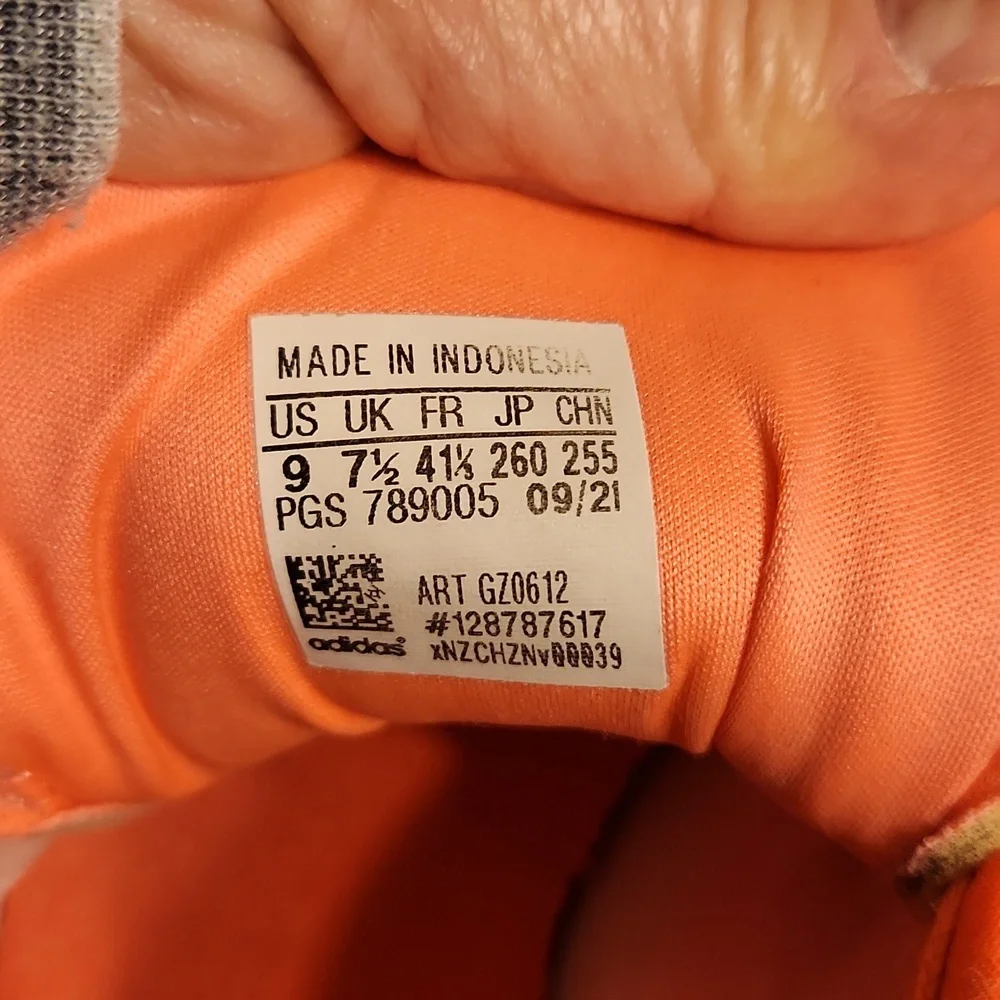 MADE IN INDONESIA
US UK FR JP CHN
9 7½ 41⅓ 260 255
PGS 789005 09/21
ART GZ0612
#128787617
adidas®